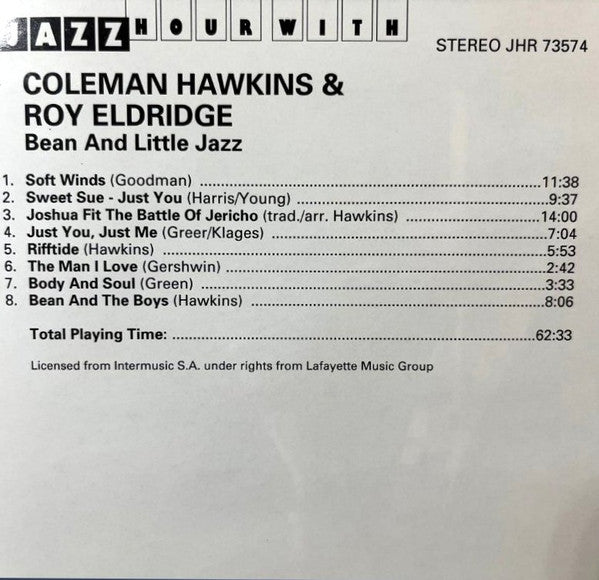 JAZZ HOUR WITH
STEREO JHR 73574
COLEMAN HAWKINS &
ROY ELDRIDGE
Bean And Little Jazz
1. Soft Winds (Goodman) ................................................................11:38
2. Sweet Sue - Just You (Harris/Young) ................................................9:37
3. Joshua Fit The Battle Of Jericho (trad./arr. Hawkins) .........................14:00
4. Just You, Just Me (Greer/Klages) ....................................................7:04
5. Rifftide (Hawkins) ......................................................................5:53
6. The Man I Love (Gershwin) ..........................................................2:42
7. Body And Soul (Green) ................................................................3:33
8. Bean And The Boys (Hawkins) ......................................................8:06
Total Playing Time: ......................................................................62:33
Licensed from Intermusic S.A. under rights from Lafayette Music Group